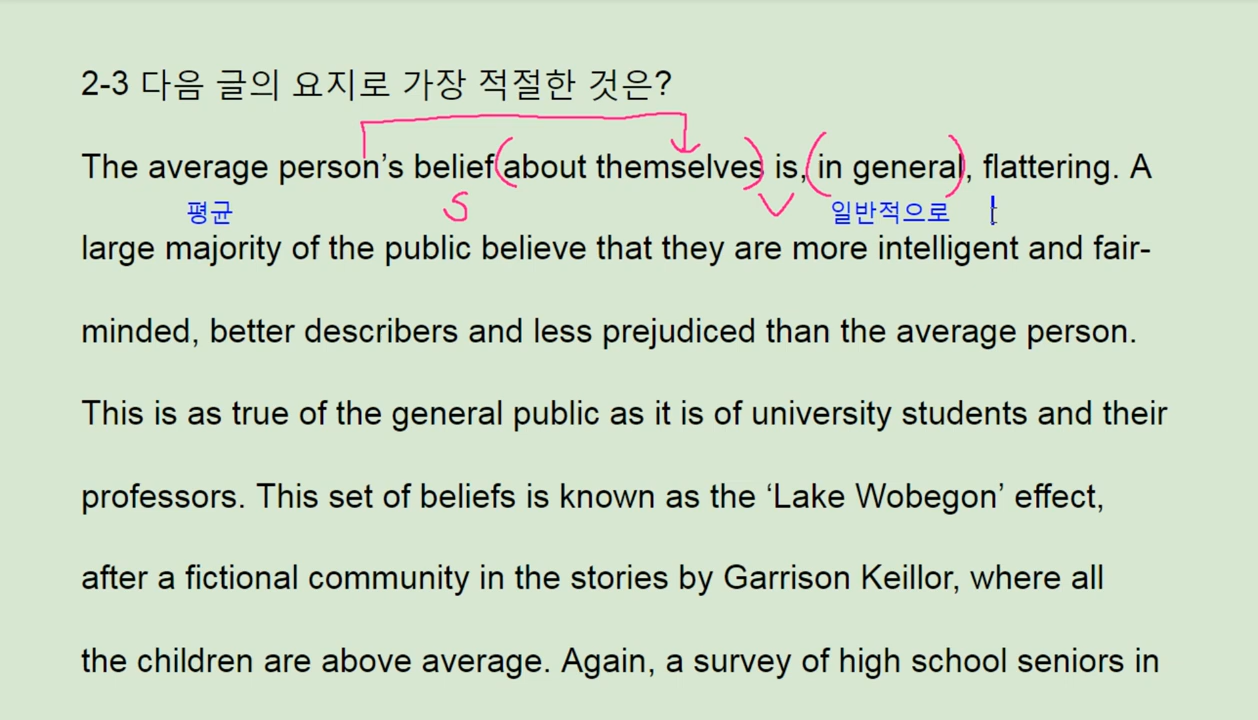 2-3 다음 글의 요지로 가장 적절한 것은?
The average person’s belief (about themselves) is, (in general), flattering. A
평균 S V 일반적으로 t
large majority of the public believe that they are more intelligent and fair-
minded, better describers and less prejudiced than the average person.
This is as true of the general public as it is of university students and their
professors. This set of beliefs is known as the ‘Lake Wobegon’ effect,
after a fictional community in the stories by Garrison Keillor, where all
the children are above average. Again, a survey of high school seniors in